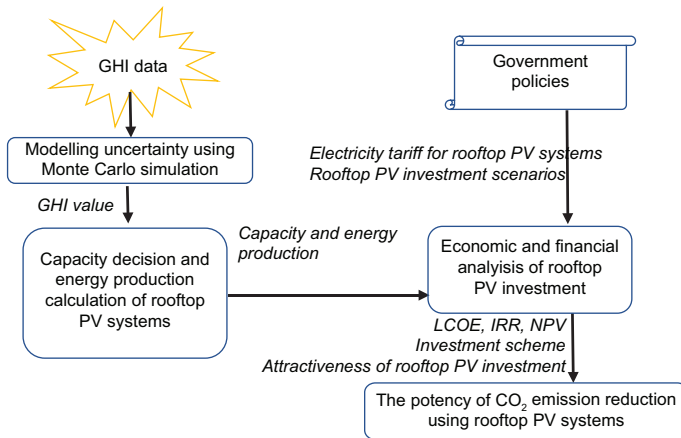 GHI data
Government
policies
Modelling uncertainty using
Monte Carlo simulation
Electricity tariff for rooftop PV systems
Rooftop PV investment scenarios
GHI value
Capacity decision and
energy production
calculation of rooftop
PV systems
Capacity and energy
production
Economic and financial
analyisis of rooftop
PV investment
LCOE, IRR, NPV
Investment scheme
Attractiveness of rooftop PV investment
The potency of CO₂ emission reduction
using rooftop PV systems